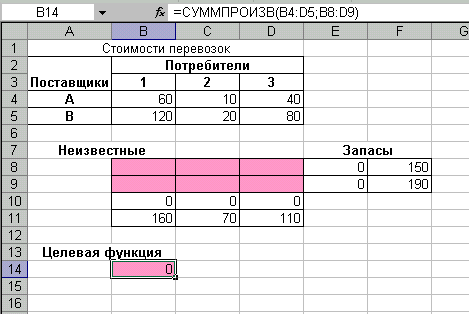 B14 fx =СУММПРОИЗВ(B4:D5;B8:D9)
A B C D E F G
1 Стоимости перевозок
2 Потребители
3 Поставщики 1 2 3
4 A 60 10 40
5 B 120 20 80
6
7 Неизвестные Запасы
8 0 150
9 0 190
10 0 0 0
11 160 70 110
12
13 Целевая функция
14 0
15
16